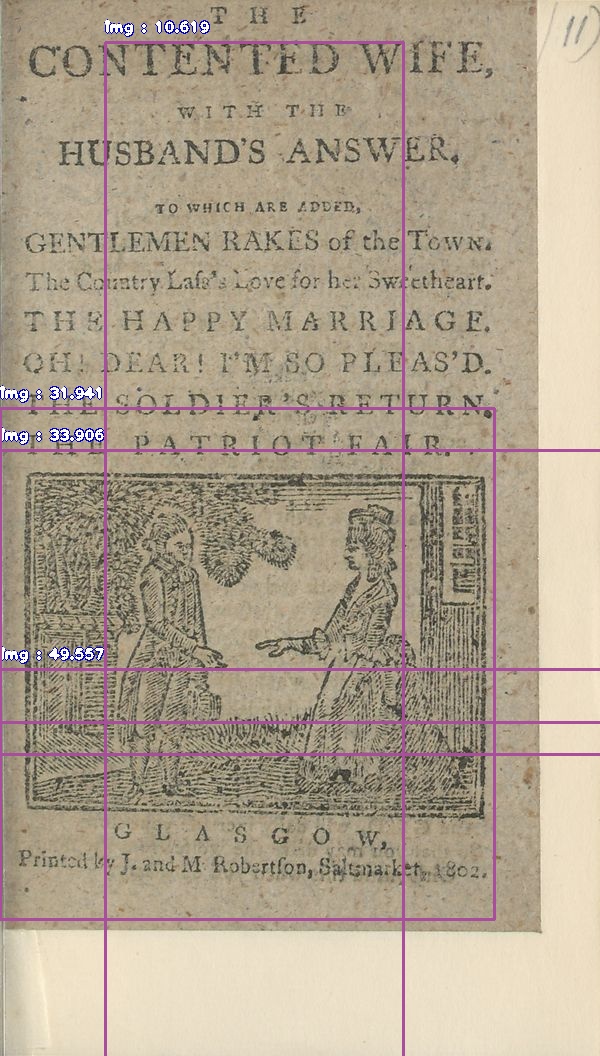 THE
CONTENTED WIFE,
WITH THE
HUSBAND'S ANSWER.
TO WHICH ARE ADDED,
GENTLEMEN RAKES of the TOWN.
The Country Laſs's Love for her Sweetheart.
THE HAPPY MARRIAGE.
OH! DEAR! I'M SO PLEAS'D.
THE SOLDIER'S RETURN.
THE PATRIOT FAIR.
GLASGOW,
Printed by J. and M. Robertſon, Saltmarket, 1802.
11)
Img : 10.619
Img : 31.941
Img : 33.906
Img : 49.557